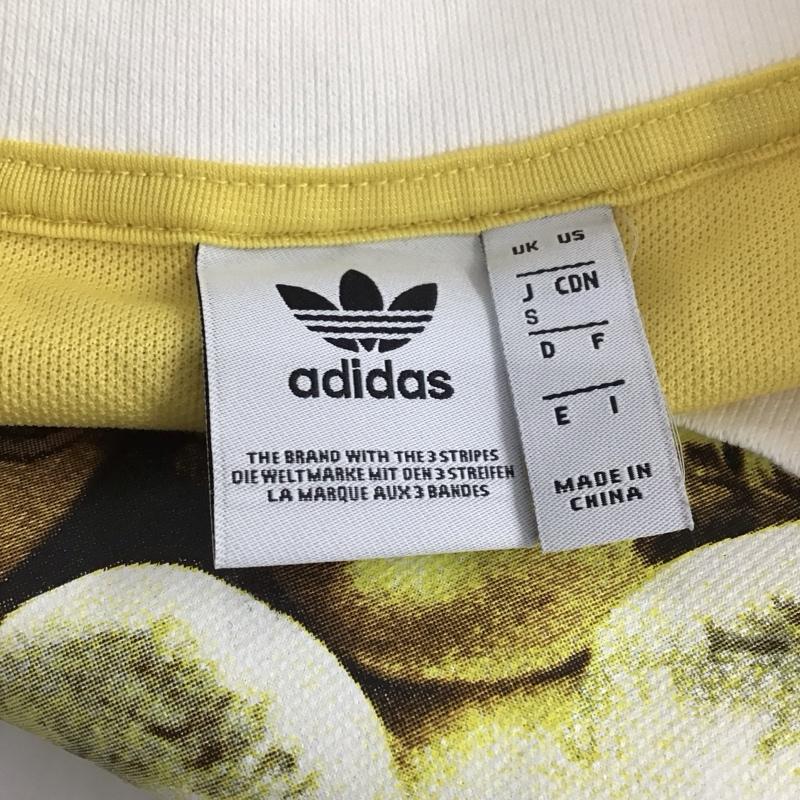 adidas
THE BRAND WITH THE 3 STRIPES
DIE WELTMARKE MIT DEN 3 STREIFEN
LA MARQUE AUX 3 BANDES
UK US
J CDN
S
D F
E I
MADE IN
CHINA